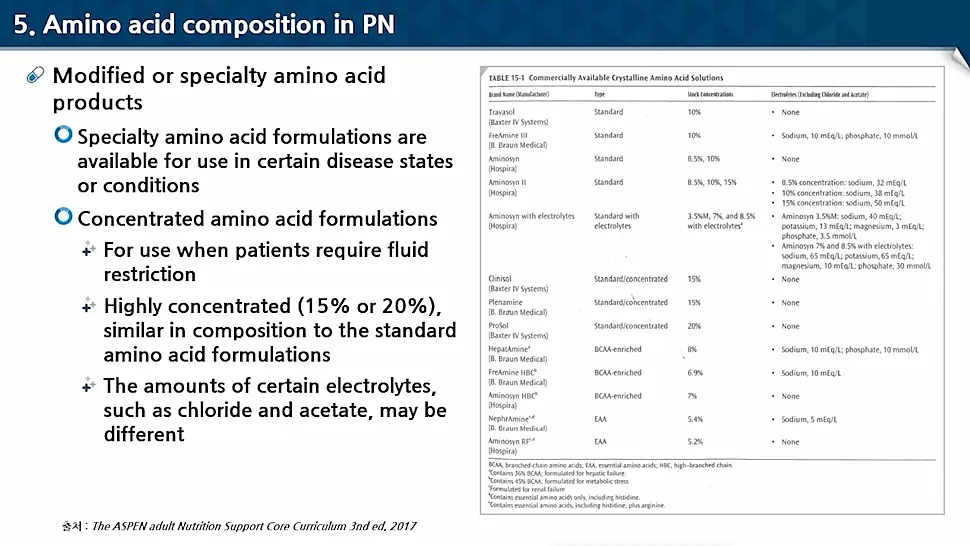 5. Amino acid composition in PN
Modified or specialty amino acid
products
Specialty amino acid formulations are
available for use in certain disease states
or conditions
Concentrated amino acid formulations
For use when patients require fluid
restriction
Highly concentrated (15% or 20%),
similar in composition to the standard
amino acid formulations
The amounts of certain electrolytes,
such as chloride and acetate, may be
different
TABLE 15-1 Commercially Available Crystalline Amino Acid Solutions
Brand Name (Manufacturer) Type Stock Concentrations Electrolytes (Excluding Chloride and Acetate)
Travasol Standard 10% • None
(Baxter IV Systems)
FreAmine III Standard 10% • Sodium, 10 mEq/L; phosphate, 10 mmol/L
(B. Braun Medical)
Aminosyn Standard 8.5%, 10% • None
(Hospira)
Aminosyn II Standard 8.5%, 10%, 15% • 8.5% concentration: sodium, 32 mEq/L
(Hospira) • 10% concentration: sodium, 38 mEq/L
• 15% concentration: sodium, 50 mEq/L
Aminosyn with electrolytes Standard with 3.5%M, 7%, and 8.5% • Aminosyn 3.5%M: sodium, 40 mEq/L;
(Hospira) electrolytes with electrolytesᵃ potassium, 13 mEq/L; magnesium, 3 mEq/L;
phosphate, 3.5 mmol/L
• Aminosyn 7% and 8.5% with electrolytes:
sodium, 65 mEq/L; potassium, 65 mEq/L;
magnesium, 10 mEq/L; phosphate, 30 mmol/L
Clinisol Standard/concentrated 15% • None
(Baxter IV Systems)
Plenamine Standard/concentrated 15% • None
(B. Braun Medical)
ProSol Standard/concentrated 20% • None
(Baxter IV Systems)
HepatAmineᵃ BCAA-enriched 8% • Sodium, 10 mEq/L; phosphate, 10 mmol/L
(B. Braun Medical)
FreAmine HBCᵇ BCAA-enriched 6.9% • Sodium, 10 mEq/L
(B. Braun Medical)
Aminosyn HBCᵇ BCAA-enriched 7% • None
(Hospira)
NephrAmineᶜ,ᵈ EAA 5.4% • Sodium, 5 mEq/L
(B. Braun Medical)
Aminosyn RFᶜ,ᵉ EAA 5.2% • None
(Hospira)
BCAA, branched-chain amino acids; EAA, essential amino acids; HBC, high-branched chain.
ᵃContains 36% BCAA; formulated for hepatic failure.
ᵇContains 45% BCAA; formulated for metabolic stress
ᶜFormulated for renal failure
Contains essential amino acids only, including histidine.
ᵉContains essential amino acids, including histidine, plus arginine.
출처 : The ASPEN adult Nutrition Support Core Curriculum 3nd ed, 2017